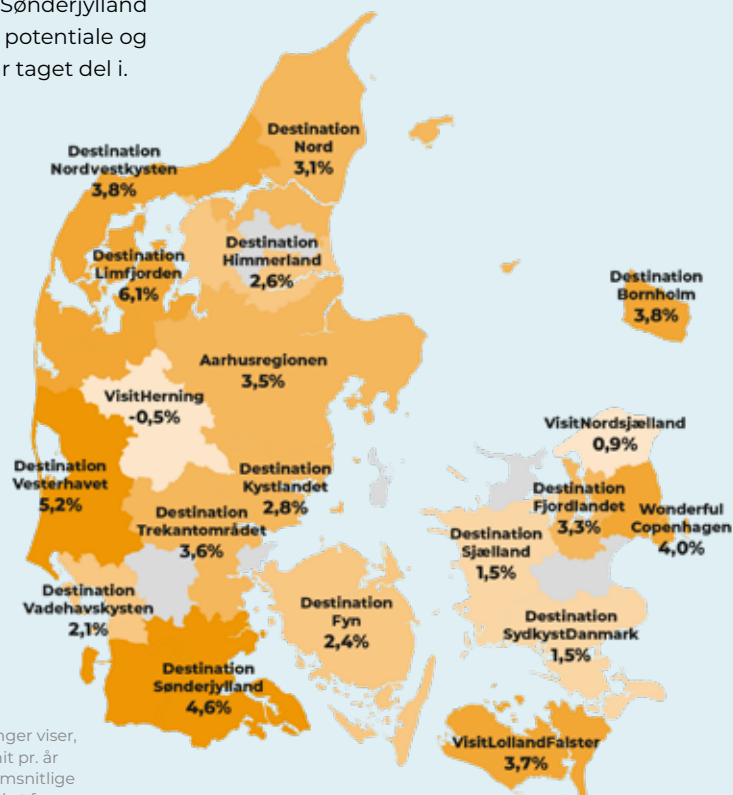 Sønderjylland
potentiale og
r taget del i.
Destination
Nord
3,1%
Destination
Nordvestkysten
3,8%
Destination
Himmerland
2,6%
Destination
Limfjorden
6,1%
Destination
Bornholm
3,8%
Aarhusregionen
3,5%
VisitHerning
-0,5%
VisitNordsjælland
0,9%
Destination
Vesterhavet
5,2%
Destination
Kystlandet
2,8%
Destination
Fjordlandet
3,3%
Wonderful
Copenhagen
4,0%
Destination
Trekantområdet
3,6%
Destination
Sjælland
1,5%
Destination
Vadehavskysten
2,1%
Destination
Fyn
2,4%
Destination
SydkystDanmark
1,5%
Destination
Sønderjylland
4,6%
VisitLollandFalster
3,7%
nger viser,
nit pr. år
msnitlige